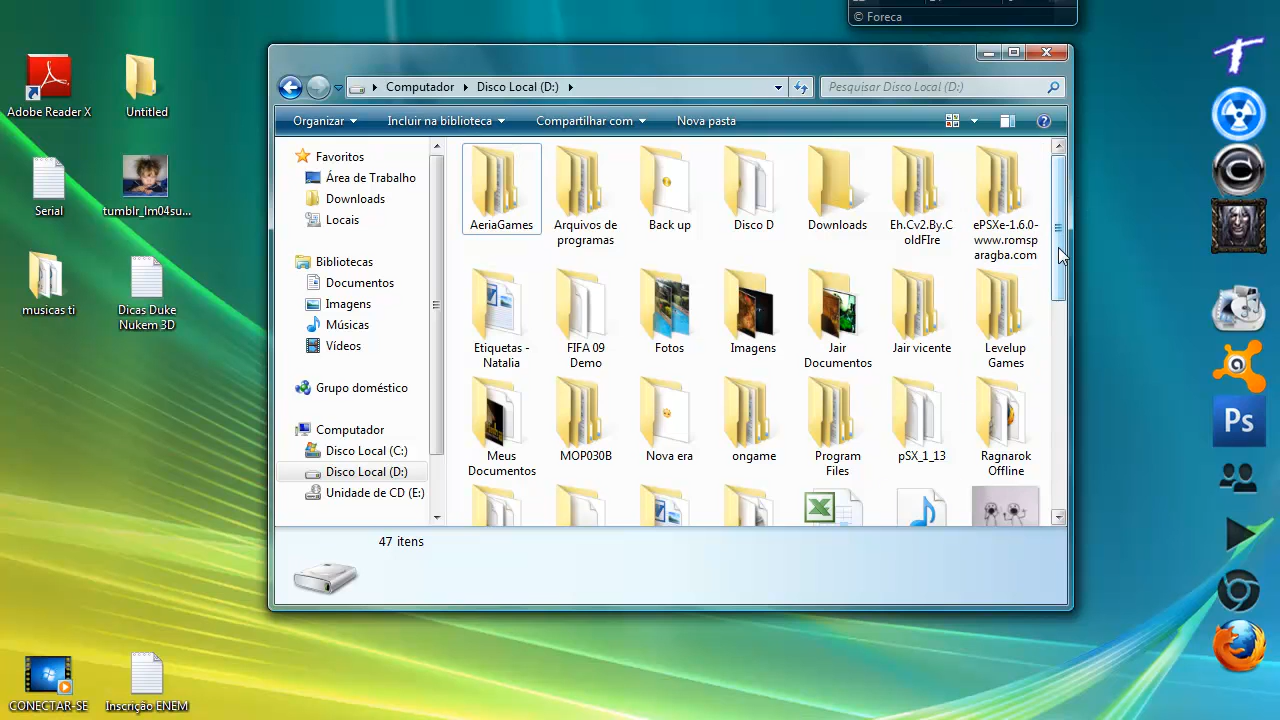 © Foreca
Adobe Reader X
Untitled
Serial
tumblr_lm04su...
musicas ti
Dicas Duke
Nukem 3D
CONECTAR-SE
Inscrição ENEM
Computador
Disco Local (D:)
Pesquisar Disco Local (D:)
Organizar
Incluir na biblioteca
Compartilhar com
Nova pasta
Favoritos
Área de Trabalho
Downloads
Locais
Bibliotecas
Documentos
Imagens
Músicas
Vídeos
Grupo doméstico
Computador
Disco Local (C:)
Disco Local (D:)
Unidade de CD (E:)
AeriaGames
Arquivos de
programas
Back up
Disco D
Downloads
Eh.Cv2.By.C
oldFIre
ePSXe-1.6.0-
www.romsp
aragba.com
Etiquetas -
Natalia
FIFA 09
Demo
Fotos
Imagens
Jair
Documentos
Jair vicente
Levelup
Games
Meus
Documentos
MOP030B
Nova era
ongame
Program
Files
pSX_1_13
Ragnarok
Offline
47 itens
Ps